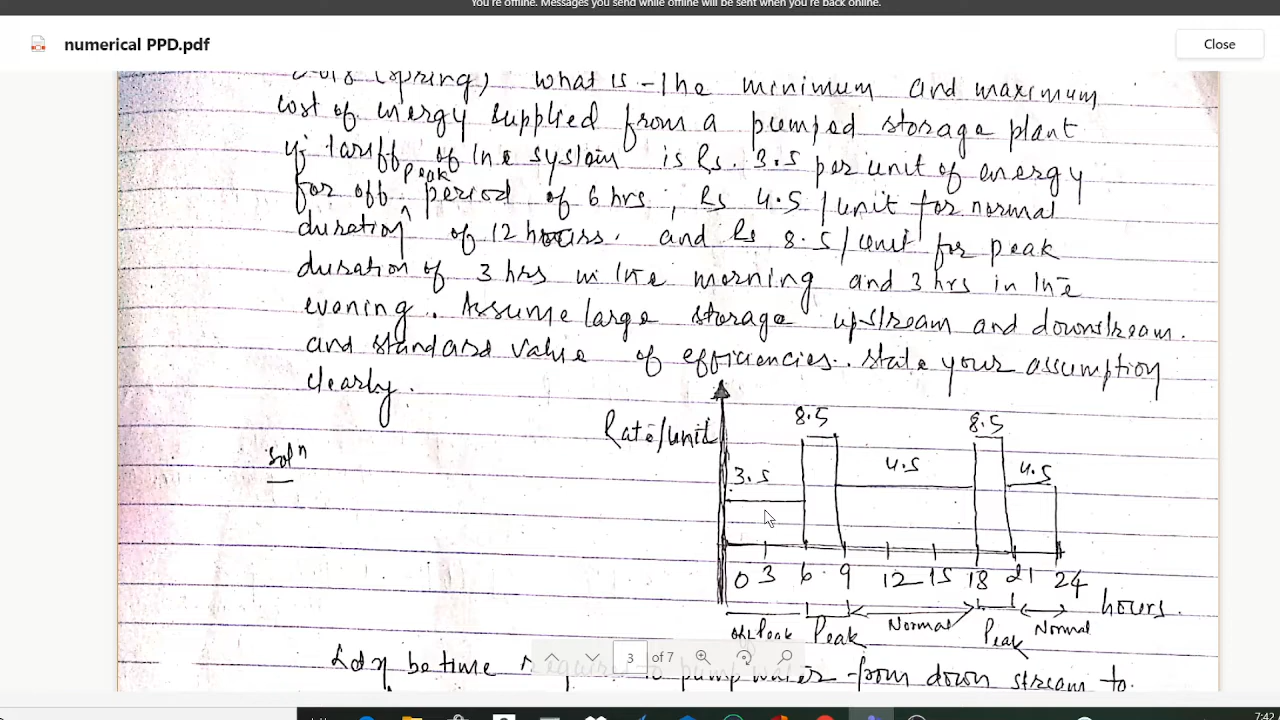 You're offline. Messages you send while offline will be sent when you're back online.
numerical PPD.pdf
Close
(spring) what is the minimum and maximum
cost of energy supplied from a pumped storage plant
if tariff of the system is Rs. 3.5 per unit of energy
for off peak period of 6 hrs, Rs 4.5 /unit for normal
duration of 12 hours. and Rs 8.5/unit for peak
duration of 3 hrs in the morning and 3 hrs in the
evening. Assume large storage upstream and downstream.
and standard value of efficiencies. state your assumption
clearly.
Solⁿ
Rate/unit
3.5
8.5
4.5
8.5
4.5
0 3 6 9 12 15 18 21 24
hours.
off Peak
Peak
Normal
Peak
Normal
3 of 7
be time to pump water from down stream to
7:42